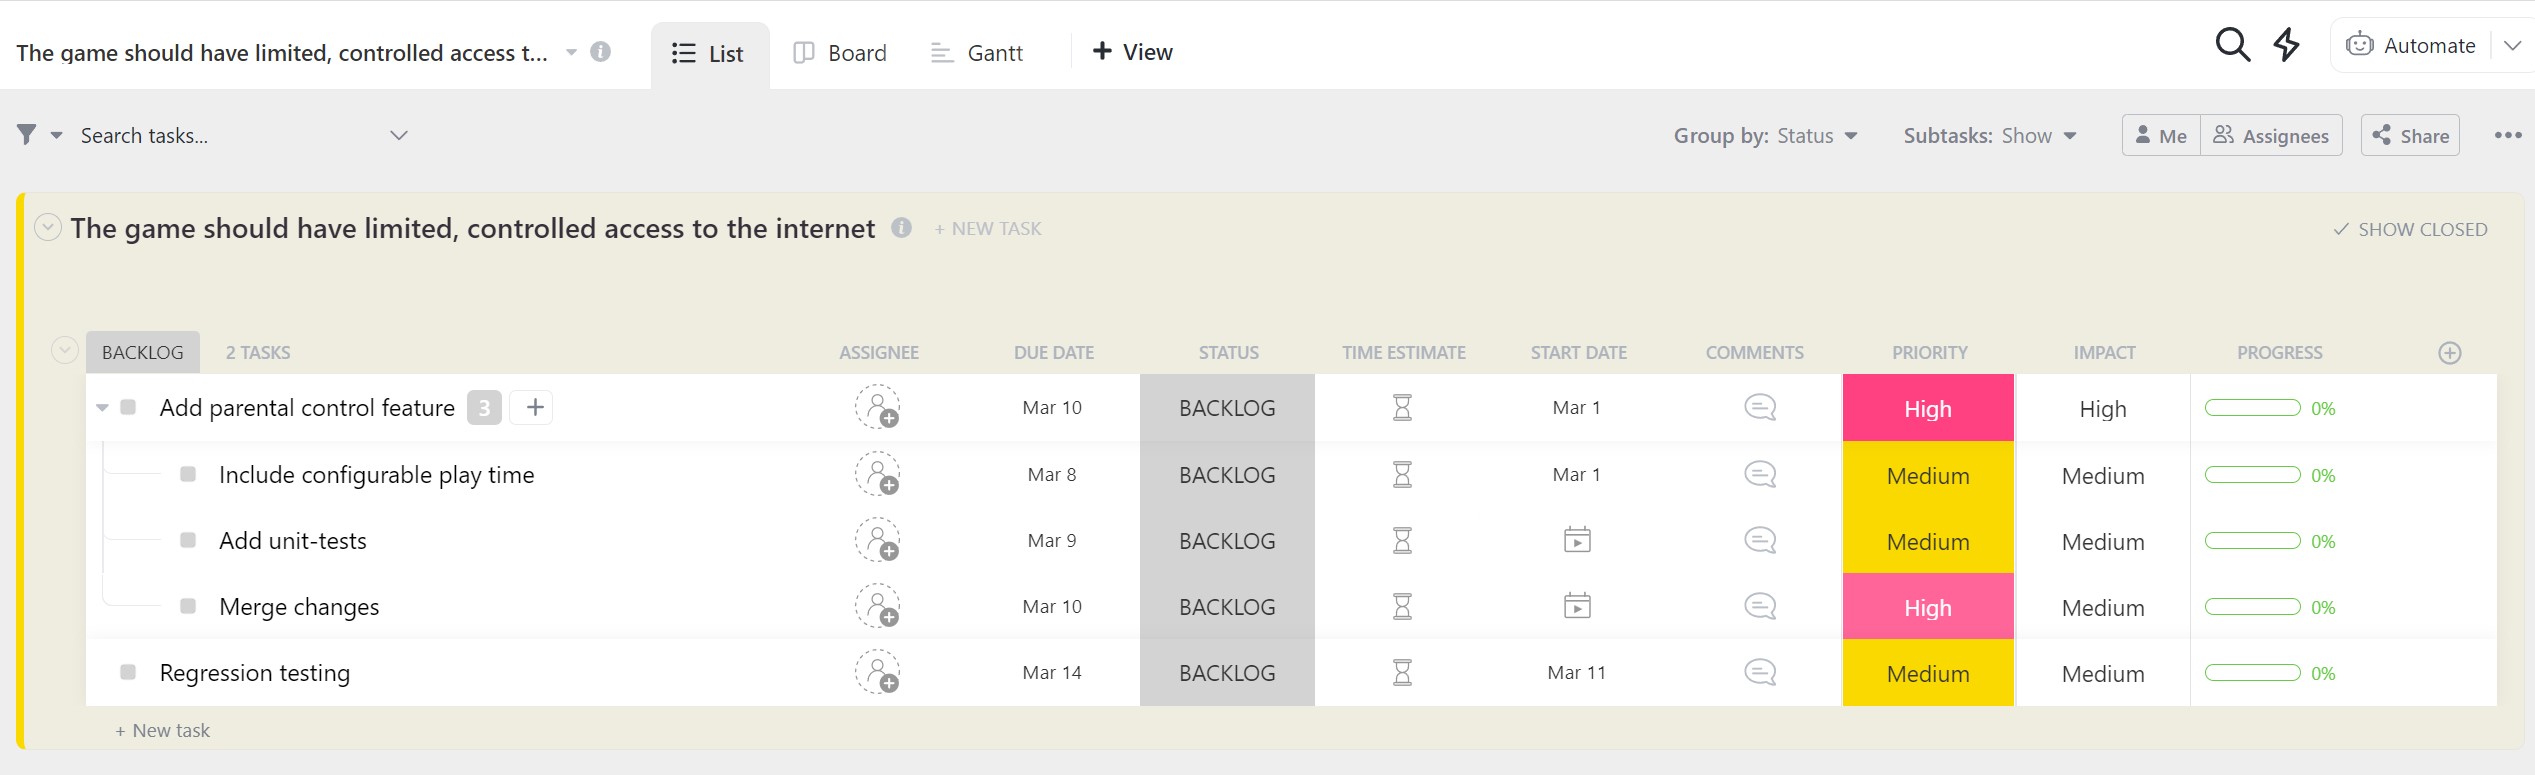 The game should have limited, controlled access t... List Board Gantt + View Automate
Search tasks... Group by: Status Subtasks: Show Me Assignees Share
The game should have limited, controlled access to the internet + NEW TASK SHOW CLOSED
BACKLOG 2 TASKS ASSIGNEE DUE DATE STATUS TIME ESTIMATE START DATE COMMENTS PRIORITY IMPACT PROGRESS
Add parental control feature 3 + Mar 10 BACKLOG Mar 1 High High 0%
Include configurable play time Mar 8 BACKLOG Mar 1 Medium Medium 0%
Add unit-tests Mar 9 BACKLOG Medium Medium 0%
Merge changes Mar 10 BACKLOG High Medium 0%
Regression testing Mar 14 BACKLOG Mar 11 Medium Medium 0%
+ New task